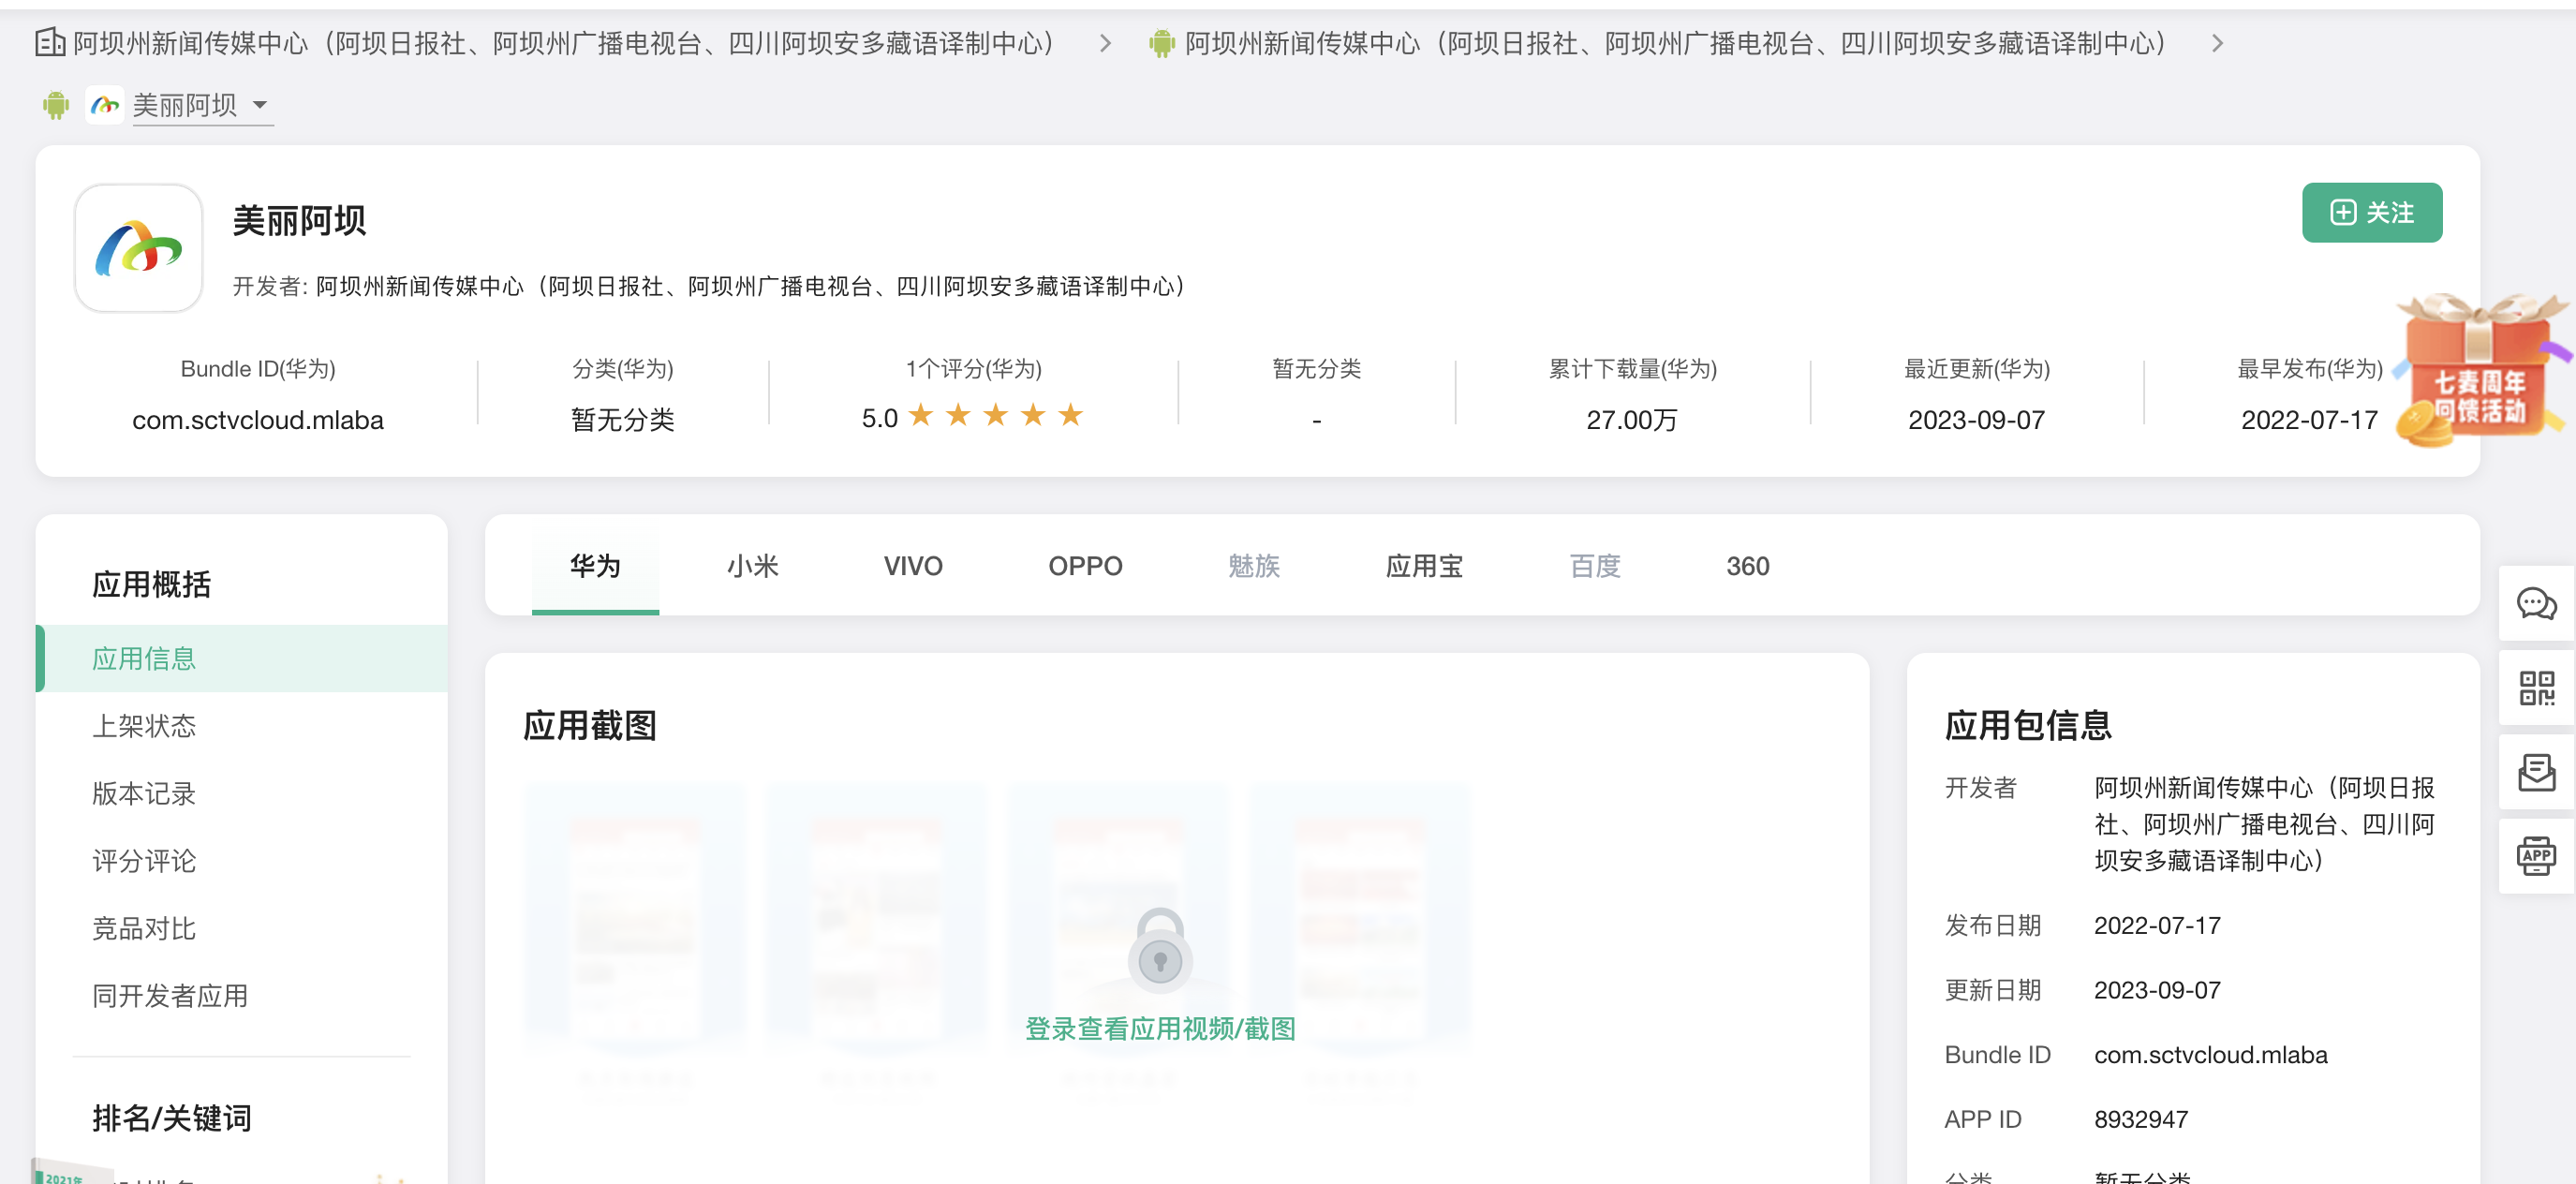 阿坝州新闻传媒中心（阿坝日报社、阿坝州广播电视台、四川阿坝安多藏语译制中心） 阿坝州新闻传媒中心（阿坝日报社、阿坝州广播电视台、四川阿坝安多藏语译制中心）
美丽阿坝
美丽阿坝
关注
开发者: 阿坝州新闻传媒中心（阿坝日报社、阿坝州广播电视台、四川阿坝安多藏语译制中心）
Bundle ID(华为) 分类(华为) 1个评分(华为) 暂无分类 累计下载量(华为) 最近更新(华为) 最早发布(华为)
com.sctvcloud.mlaba 暂无分类 5.0 - 27.00万 2023-09-07 2022-07-17
七麦周年
回馈活动
华为 小米 VIVO OPPO 魅族 应用宝 百度 360
应用概括
应用信息
上架状态
版本记录
评分评论
竞品对比
同开发者应用
排名/关键词
2021年
应用截图
登录查看应用视频/截图
应用包信息
开发者 阿坝州新闻传媒中心（阿坝日报
社、阿坝州广播电视台、四川阿
坝安多藏语译制中心）
发布日期 2022-07-17
更新日期 2023-09-07
Bundle ID com.sctvcloud.mlaba
APP ID 8932947
分类 暂无分类
APP